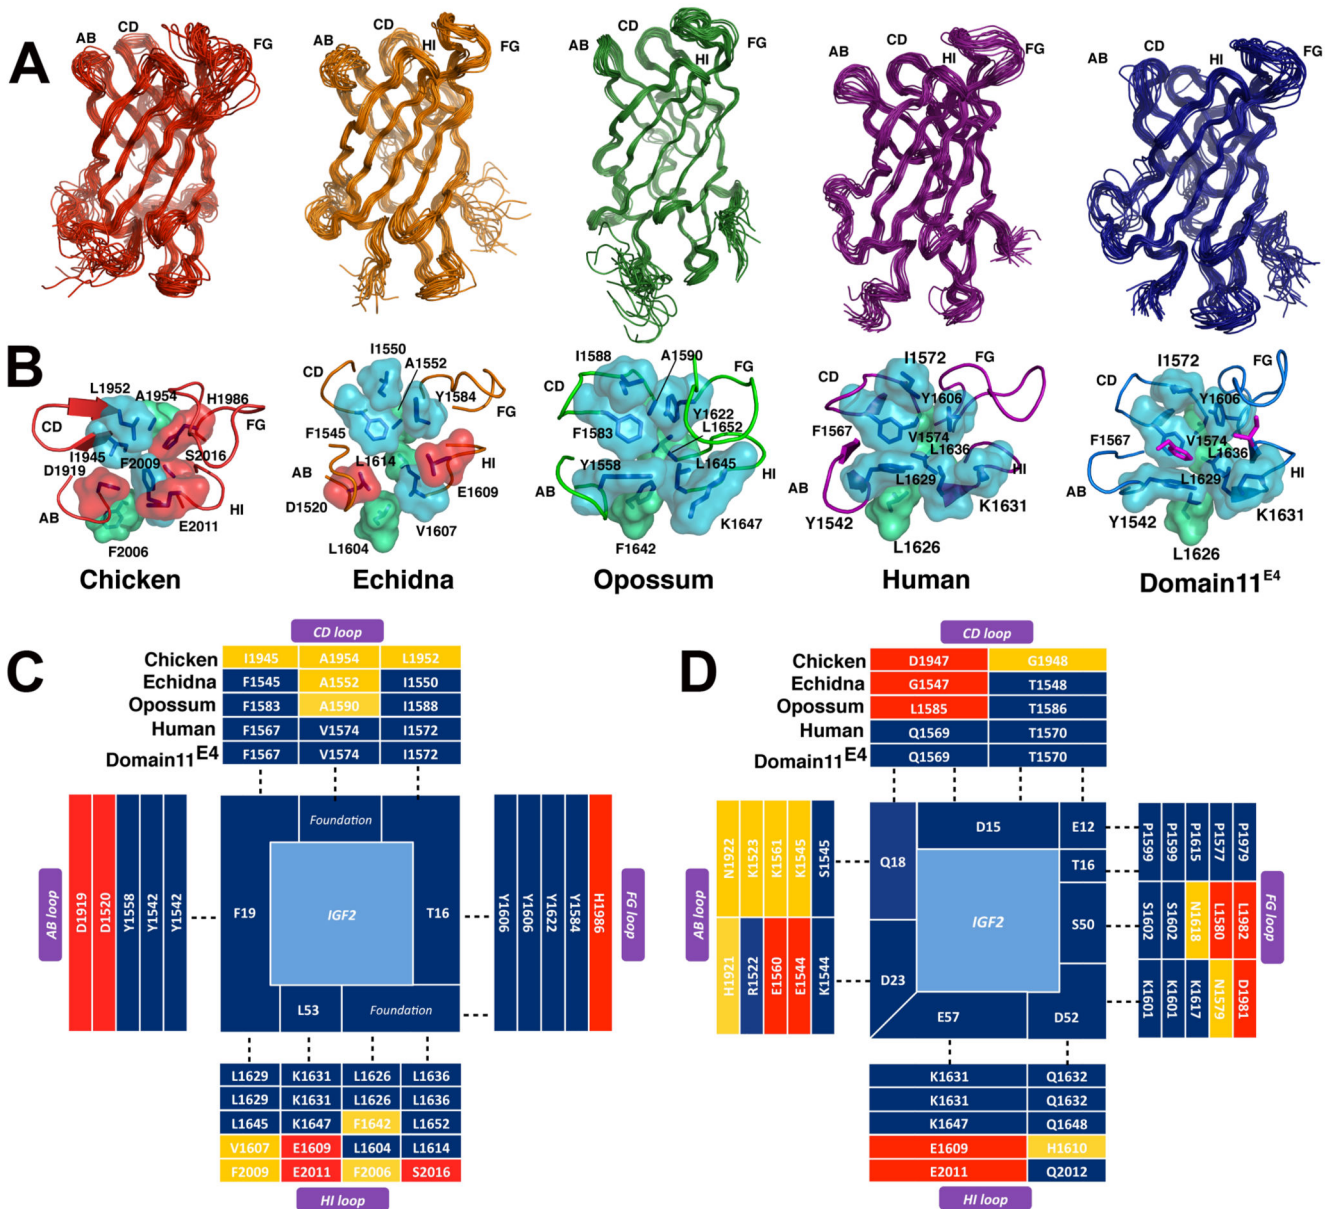 A
AB
CD
FG
AB
CD
HI
FG
AB
CD
HI
FG
AB
CD
HI
FG
AB
CD
HI
FG
B
L1952
A1954
H1986
CD
FG
I1945
D1919
F2009
S2016
AB
HI
E2011
F2006
Chicken
I1550
A1552
CD
Y1584
FG
F1545
L1614
AB
HI
D1520
E1609
V1607
L1604
Echidna
I1588
A1590
FG
CD
Y1622
F1583
L1652
Y1558
L1645
HI
AB
K1647
F1642
Opossum
I1572
FG
CD
Y1606
F1567
V1574
L1636
HI
L1629
AB
K1631
Y1542
L1626
Human
I1572
FG
CD
Y1606
F1567
V1574
L1636
HI
L1629
AB
Y1542
K1631
L1626
Domain11E4
C
CD loop
Chicken I1945 A1954 L1952
Echidna F1545 A1552 I1550
Opossum F1583 A1590 I1588
Human F1567 V1574 I1572
Domain11E4 F1567 V1574 I1572
AB loop
D1919
D1520
Y1558
Y1542
Y1542
Foundation
F19
IGF2
T16
L53
Foundation
Y1606
Y1606
Y1622
Y1584
H1986
FG loop
L1629 K1631 L1626 L1636
L1629 K1631 L1626 L1636
L1645 K1647 F1642 L1652
V1607 E1609 L1604 L1614
F2009 E2011 F2006 S2016
HI loop
D
CD loop
Chicken D1947 G1948
Echidna G1547 T1548
Opossum L1585 T1586
Human Q1569 T1570
Domain11E4 Q1569 T1570
AB loop
N1922 K1523 K1561 K1545 S1545
H1921 R1522 E1560 E1544 K1544
Q18
D15
E12
T16
IGF2
S50
D23
E57
D52
P1599 P1599 P1615 P1577 P1979
S1602 S1602 N1618 L1580 L1982
K1601 K1601 K1617 N1579 D1981
FG loop
K1631 Q1632
K1631 Q1632
K1647 Q1648
E1609 H1610
E2011 Q2012
HI loop